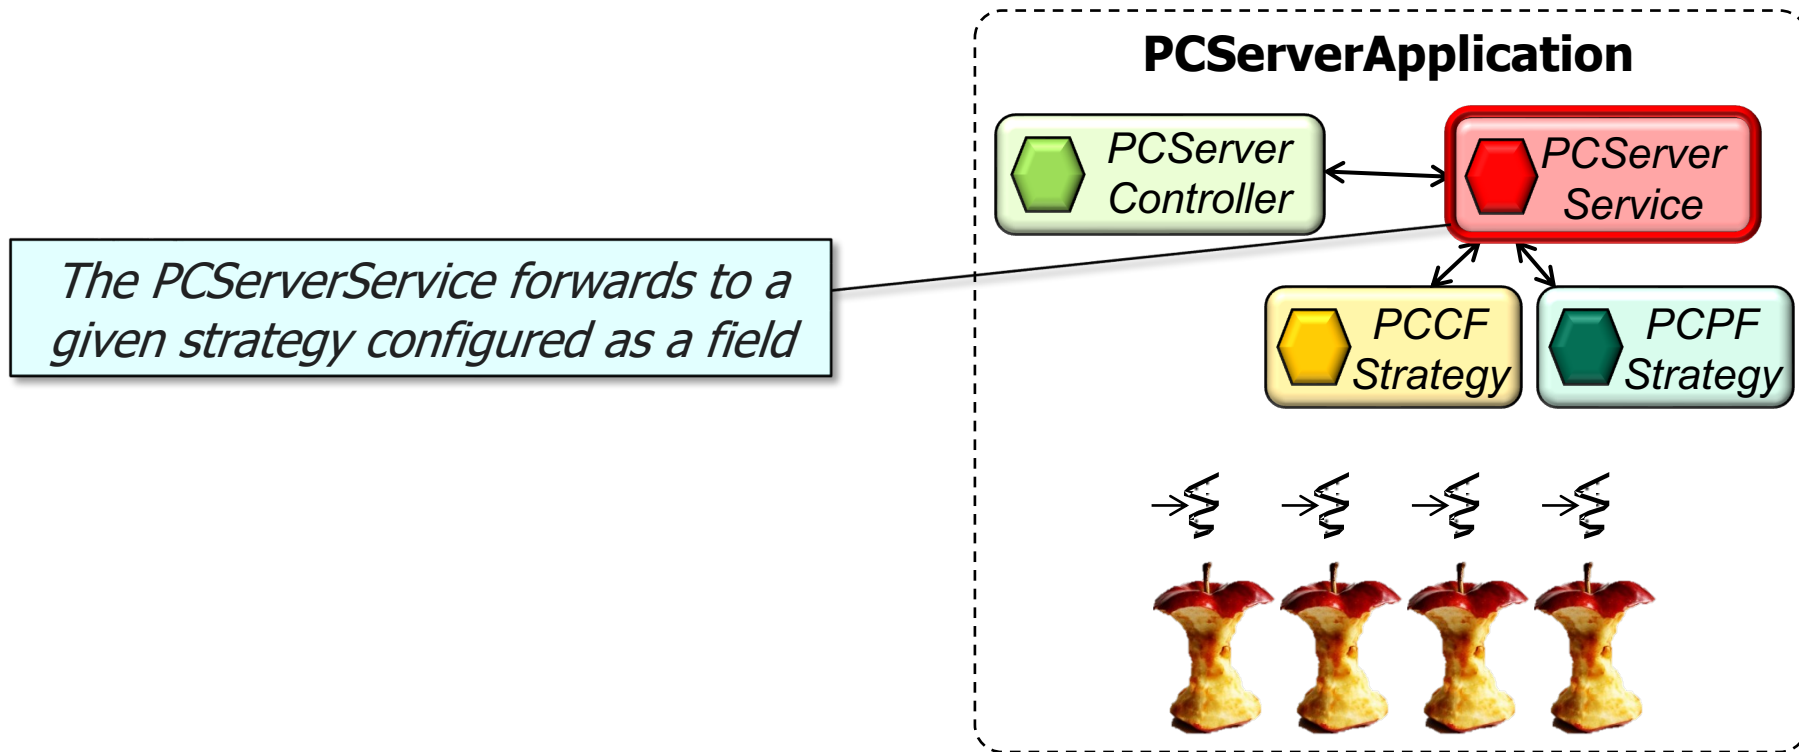 PCServerApplication
PCServer
Controller
PCServer
Service
The PCServerService forwards to a
given strategy configured as a field
PCCF
Strategy
PCPF
Strategy